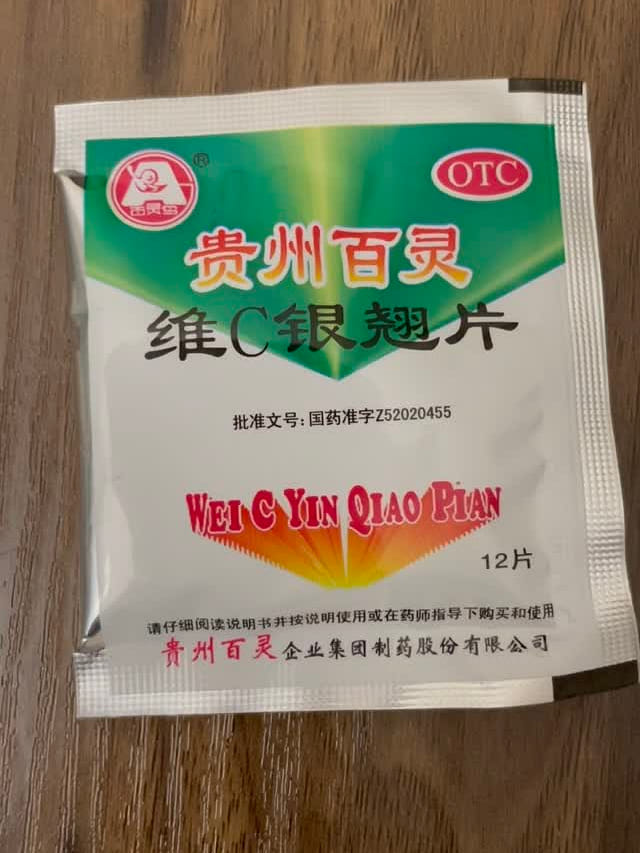 百灵鸟
®
OTC
贵州百灵
维C银翘片
批准文号:国药准字Z52020455
WEI C YIN QIAO PIAN
12片
请仔细阅读说明书并按说明使用或在药师指导下购买和使用
贵州百灵企业集团制药股份有限公司